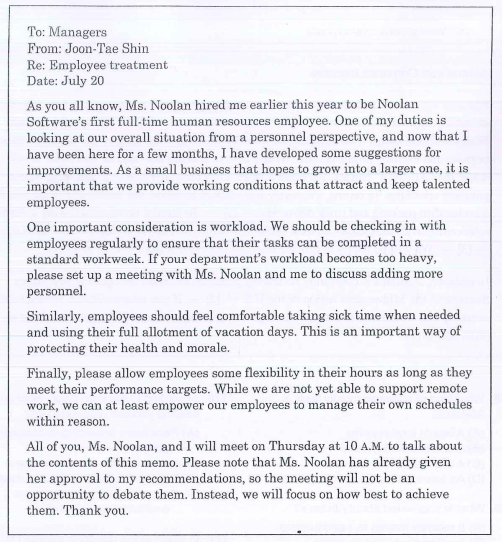 To: Managers
From: Joon-Tae Shin
Re: Employee treatment
Date: July 20
As you all know, Ms. Noolan hired me earlier this year to be Noolan
Software's first full-time human resources employee. One of my duties is
looking at our overall situation from a personnel perspective, and now that I
have been here for a few months, I have developed some suggestions for
improvements. As a small business that hopes to grow into a larger one, it is
important that we provide working conditions that attract and keep talented
employees.
One important consideration is workload. We should be checking in with
employees regularly to ensure that their tasks can be completed in a
standard workweek. If your department's workload becomes too heavy,
please set up a meeting with Ms. Noolan and me to discuss adding more
personnel.
Similarly, employees should feel comfortable taking sick time when needed
and using their full allotment of vacation days. This is an important way of
protecting their health and morale.
Finally, please allow employees some flexibility in their hours as long as they
meet their performance targets. While we are not yet able to support remote
work, we can at least empower our employees to manage their own schedules
within reason.
All of you, Ms. Noolan, and I will meet on Thursday at 10 A.M. to talk about
the contents of this memo. Please note that Ms. Noolan has already given
her approval to my recommendations, so the meeting will not be an
opportunity to debate them. Instead, we will focus on how best to achieve
them. Thank you.